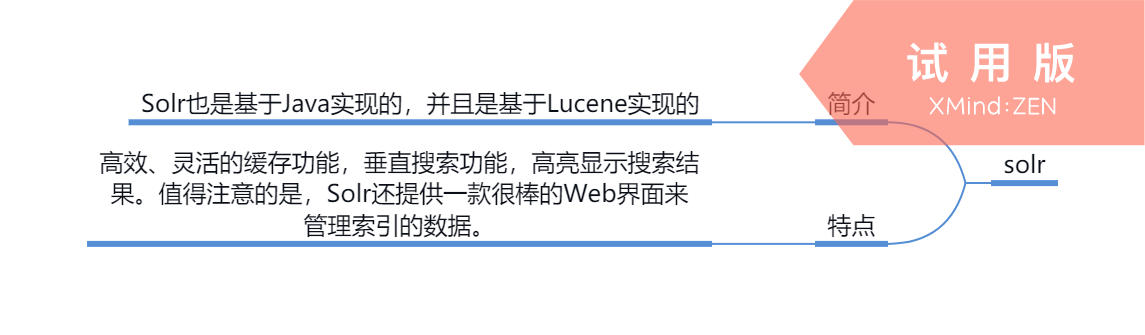 试用版
XMind:ZEN
Solr也是基于Java实现的，并且是基于Lucene实现的
简介
高效、灵活的缓存功能，垂直搜索功能，高亮显示搜索结
果。值得注意的是，Solr还提供一款很棒的Web界面来
管理索引的数据。
特点
solr